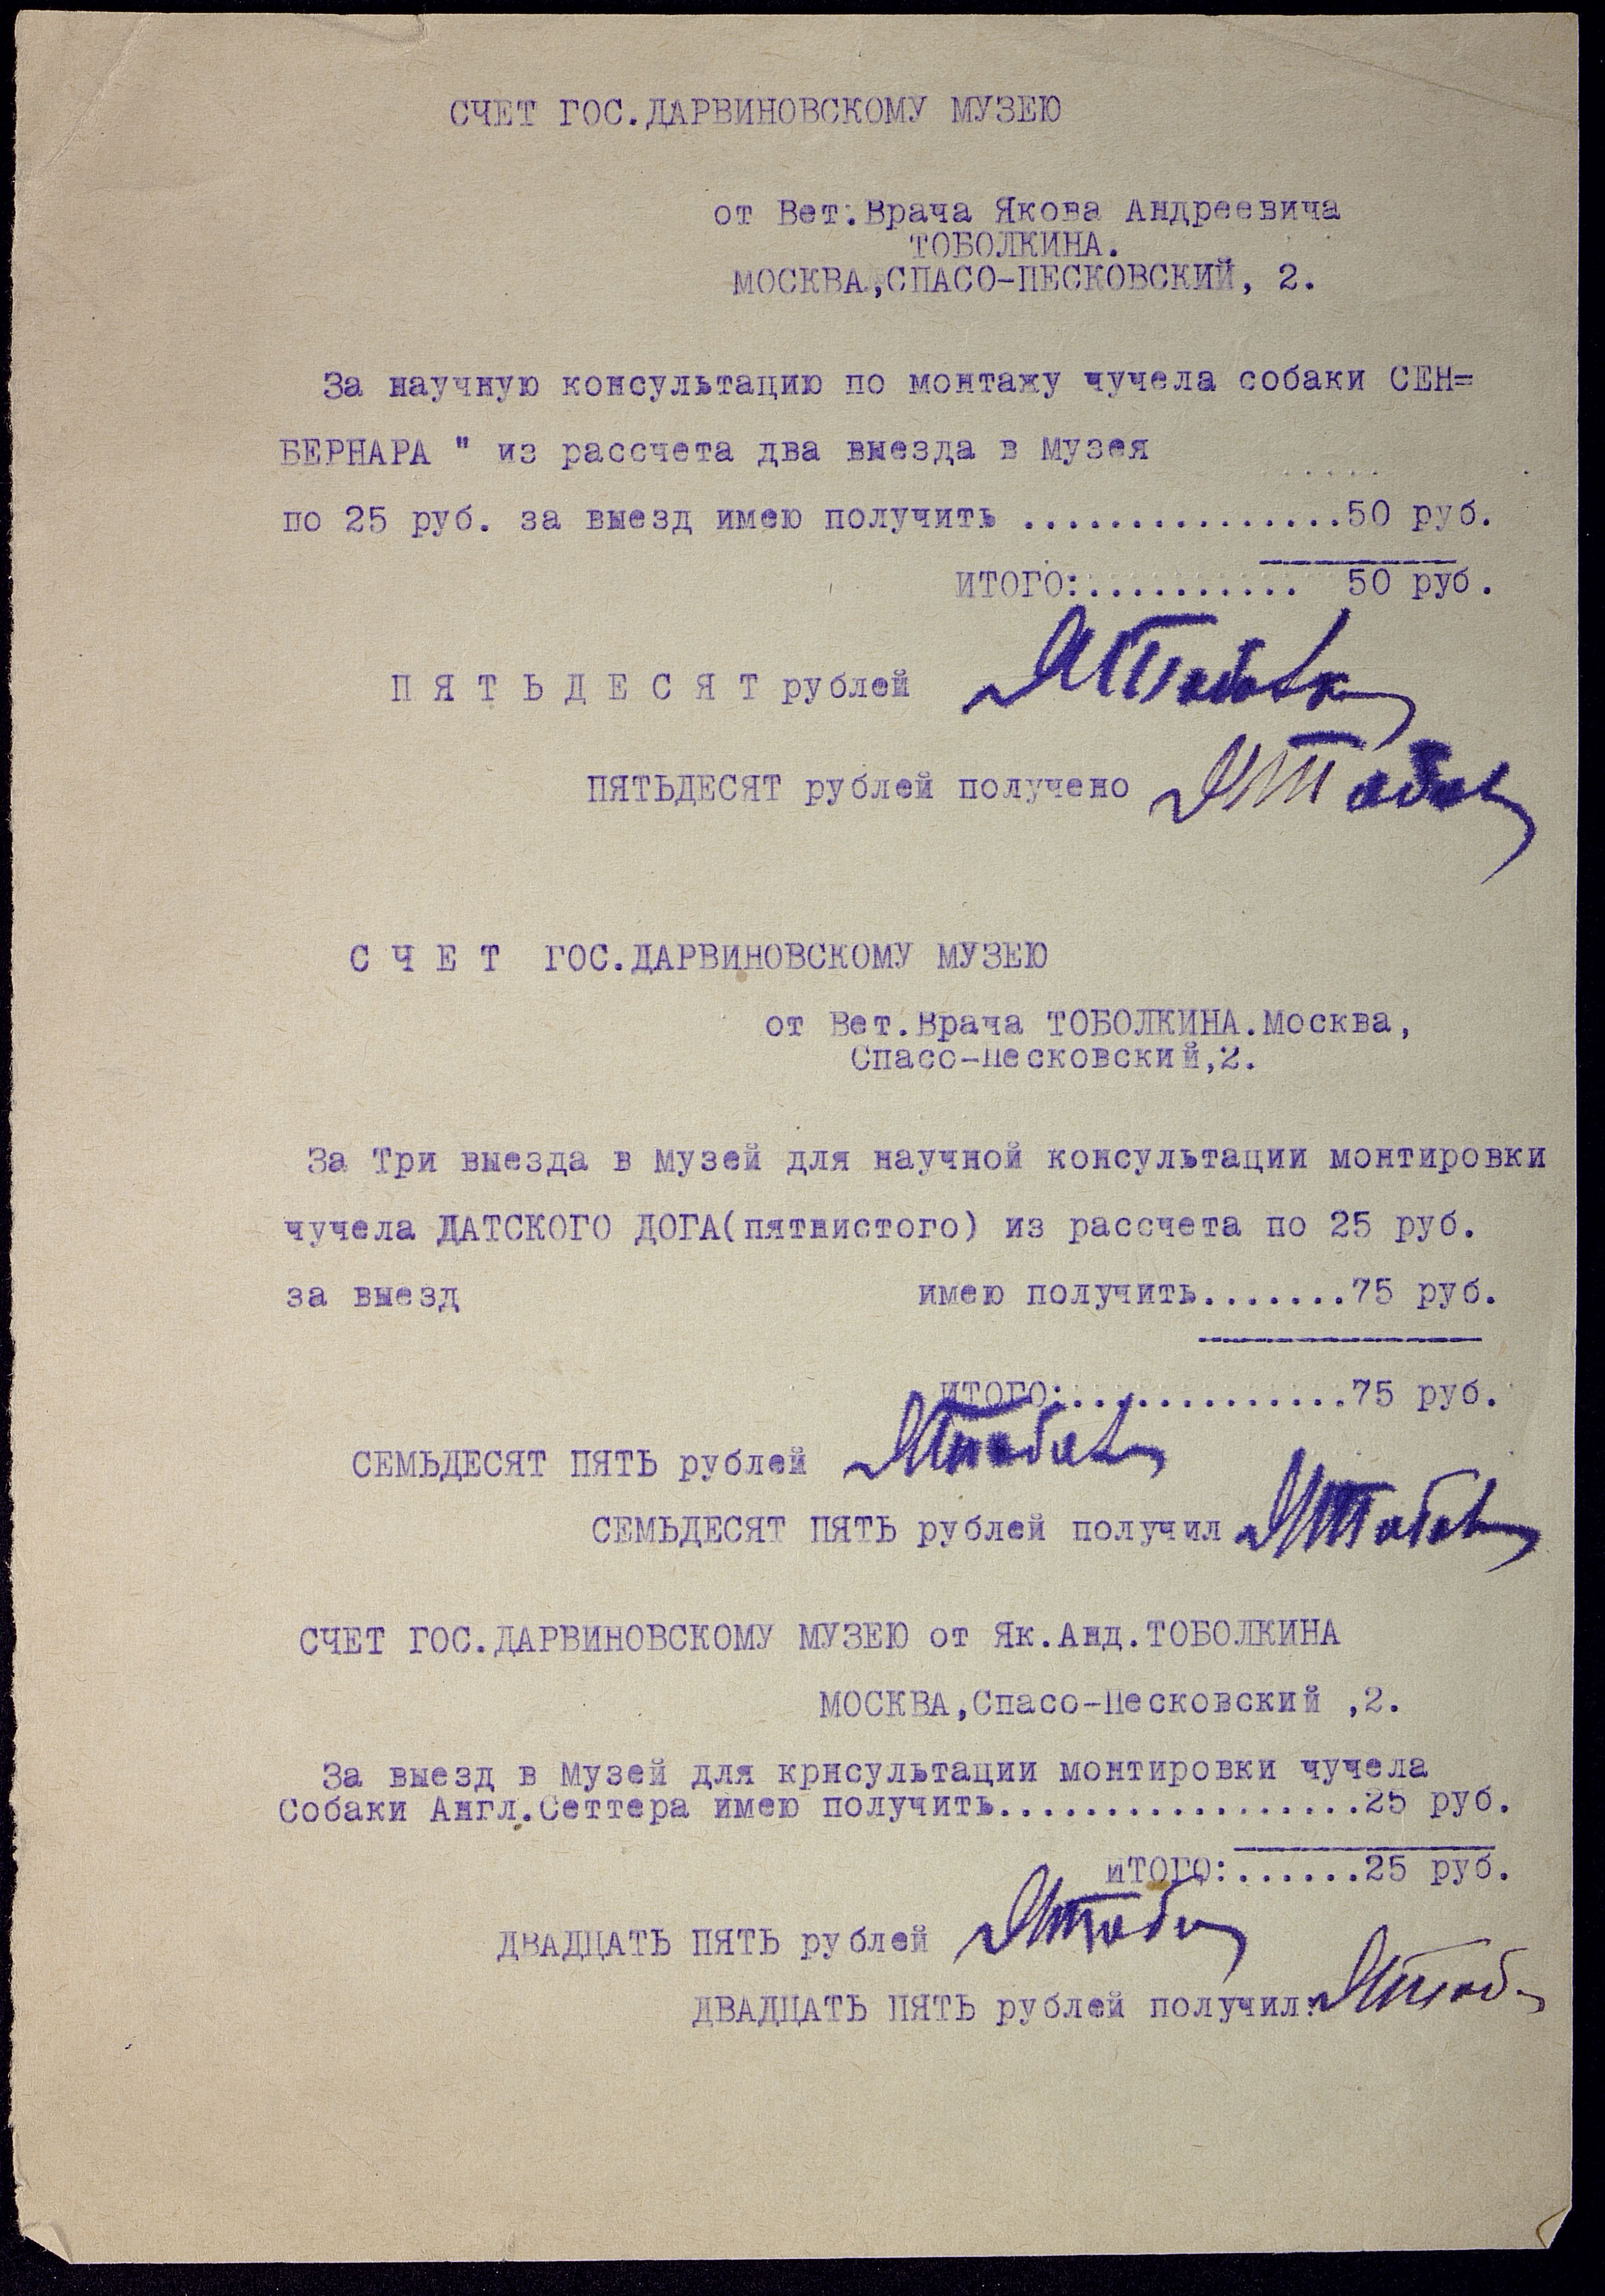 СЧЕТ ГОС.ДАРВИНОВСКОМУ МУЗЕЮ
от Вет.Врача Якова Андреевича
ТОБОЛКИНА.
МОСКВА,СПАСО-ПЕСКОВСКИЙ, 2.
За научную консультацию по монтажу чучела собаки СЕН=
БЕРНАРА " из рассчета два выезда в Музея
по 25 руб. за выезд имею получить ...............50 руб.
ИТОГО:........... 50 руб.
П Я Т Ь Д Е С Я Т рублей
ПЯТЬДЕСЯТ рублей получено
С Ч Е Т ГОС.ДАРВИНОВСКОМУ МУЗЕЮ
от Вет.Врача ТОБОЛКИНА.Москва,
Спасо-Песковский,2.
За Три выезда в Музей для научной консультации монтировки
чучела ДАТСКОГО ДОГА(пятнистого) из рассчета по 25 руб.
за выезд имею получить.......75 руб.
ИТОГО:..............75 руб.
СЕМЬДЕСЯТ ПЯТЬ рублей
СЕМЬДЕСЯТ ПЯТЬ рублей получил
СЧЕТ ГОС.ДАРВИНОВСКОМУ МУЗЕЮ от Як.Анд.ТОБОЛКИНА
МОСКВА,Спасо-Песковский ,2.
За выезд в Музей для крнсультации монтировки чучела
Собаки Англ.Сеттера имею получить.................25 руб.
ИТОГО:......25 руб.
ДВАДЦАТЬ ПЯТЬ рублей
ДВАДЦАТЬ ПЯТЬ рублей получил: